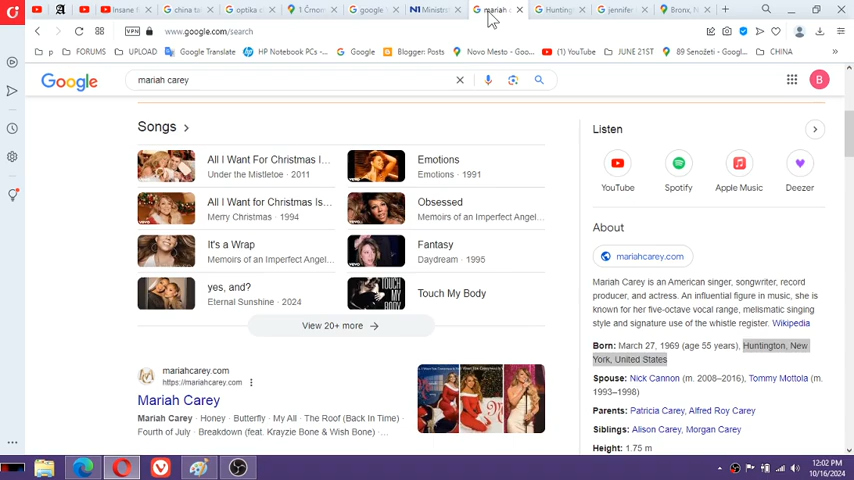 Insane f
china ta
optika c
1 Črnom
google
N1 Ministr
mariah c
Hunting
jennifer
Bronx, N
VPN
www.google.com/search
p
FORUMS
UPLOAD
Google Translate
HP Notebook PC -...
Google
Blogger: Posts
Novo Mesto - Goo...
(1) YouTube
JUNE 21ST
89 Senožeti - Googl...
CHINA
Google
mariah carey
B
Songs
All I Want For Christmas I...
Under the Mistletoe · 2011
Emotions
Emotions · 1991
All I Want for Christmas Is...
Merry Christmas · 1994
Obsessed
Memoirs of an Imperfect Angel...
It's a Wrap
Memoirs of an Imperfect Angel...
Fantasy
Daydream · 1995
yes, and?
Eternal Sunshine · 2024
Touch My Body
View 20+ more
mariahcarey.com
https://mariahcarey.com
Mariah Carey
Mariah Carey · Honey · Butterfly · My All · The Roof (Back In Time) ·
Fourth of July · Breakdown (feat. Krayzie Bone & Wish Bone) · ...
Listen
YouTube
Spotify
Apple Music
Deezer
About
mariahcarey.com
Mariah Carey is an American singer, songwriter, record
producer, and actress. An influential figure in music, she is
known for her five-octave vocal range, melismatic singing
style and signature use of the whistle register. Wikipedia
Born: March 27, 1969 (age 55 years), Huntington, New
York, United States
Spouse: Nick Cannon (m. 2008–2016), Tommy Mottola (m.
1993–1998)
Parents: Patricia Carey, Alfred Roy Carey
Siblings: Alison Carey, Morgan Carey
Height: 1.75 m
12:02 PM
10/16/2024